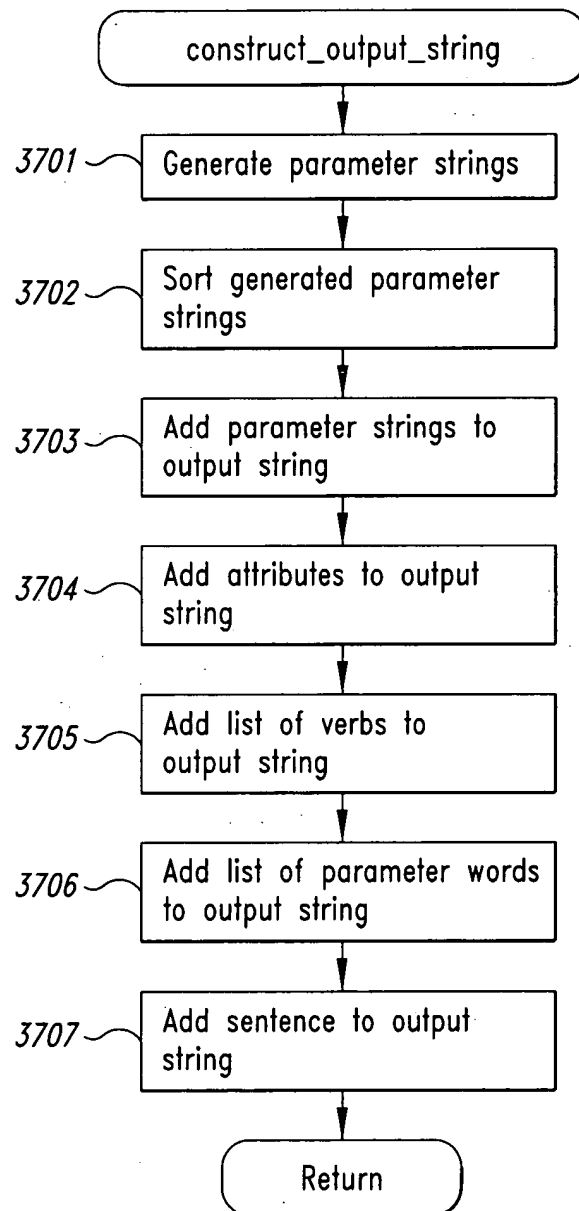 construct_output_string
3701
Generate parameter strings
3702
Sort generated parameter
strings
3703
Add parameter strings to
output string
3704
Add attributes to output
string
3705
Add list of verbs to
output string
3706
Add list of parameter words
to output string
3707
Add sentence to output
string
Return